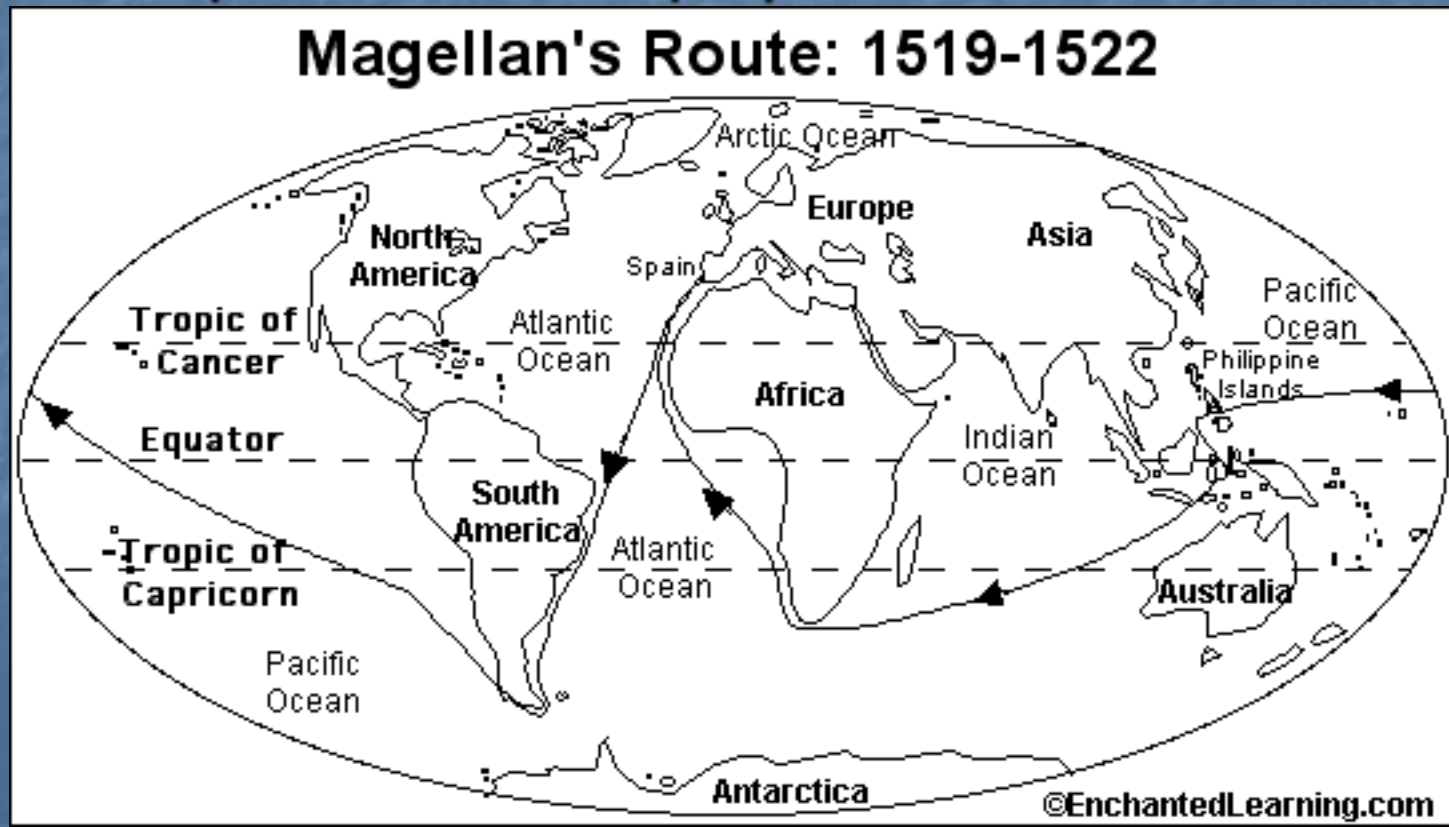 Magellan's Route: 1519-1522
Arctic Ocean
Europe
Asia
North
America
Spain
Pacific
Ocean
Tropic of
Cancer
Atlantic
Ocean
Philippine
Islands
Africa
Equator
Indian
Ocean
South
America
Tropic of
Capricorn
Atlantic
Ocean
Australia
Pacific
Ocean
Antarctica
©EnchantedLearning.com